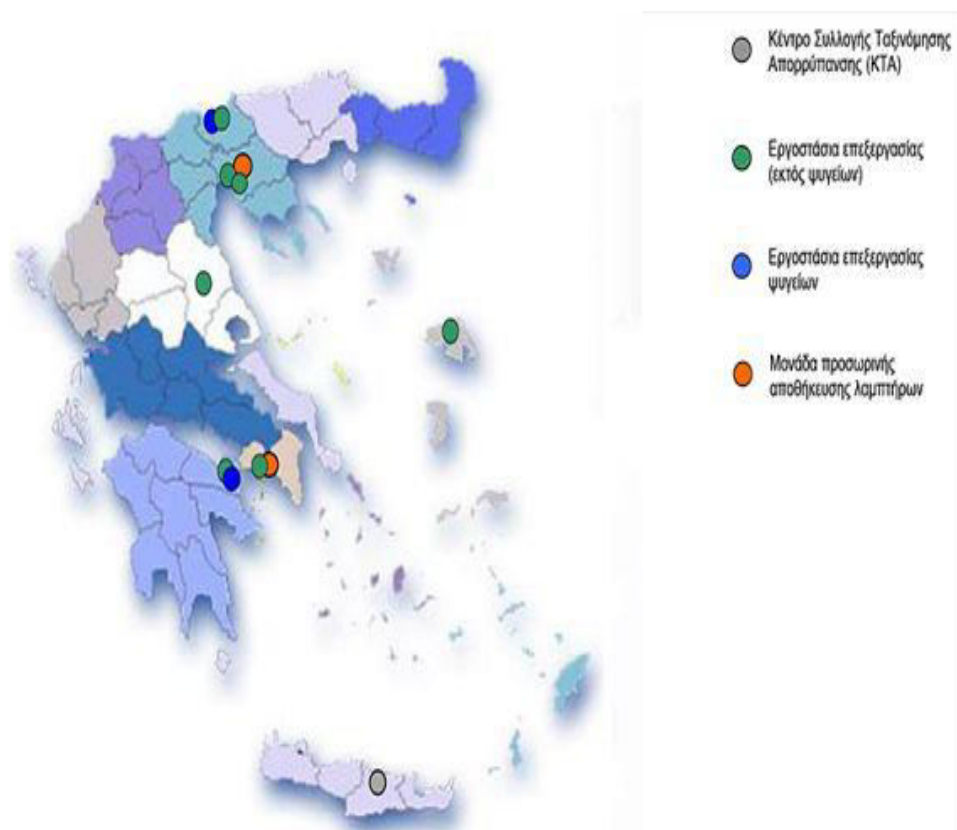 Κέντρο Συλλογής Ταξινόμησης
Απορρύπανσης (ΚΤΑ)
Εργοστάσια επεξεργασίας
(εκτός ψυγείων)
Εργοστάσια επεξεργασίας
ψυγείων
Μονάδα προσωρινής
αποθήκευσης λαμπτήρων